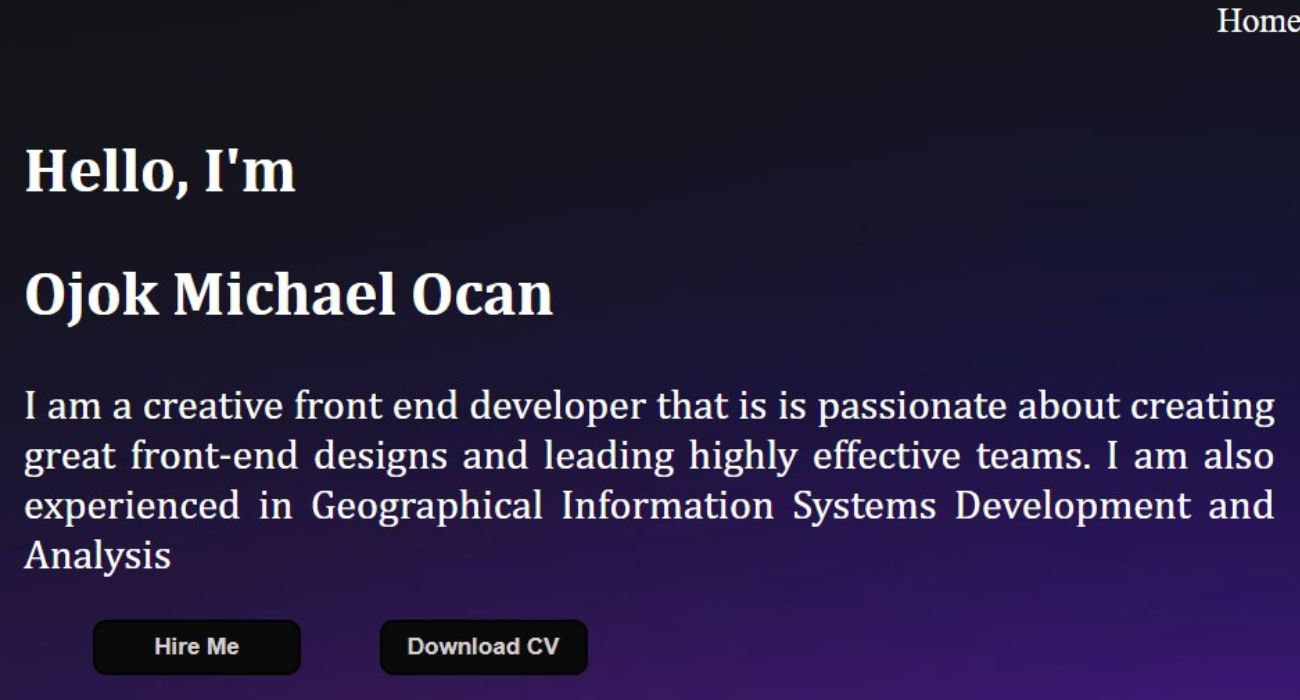 Home
Hello, I'm
Ojok Michael Ocan
I am a creative front end developer that is is passionate about creating
great front-end designs and leading highly effective teams. I am also
experienced in Geographical Information Systems Development and
Analysis
Hire Me
Download CV